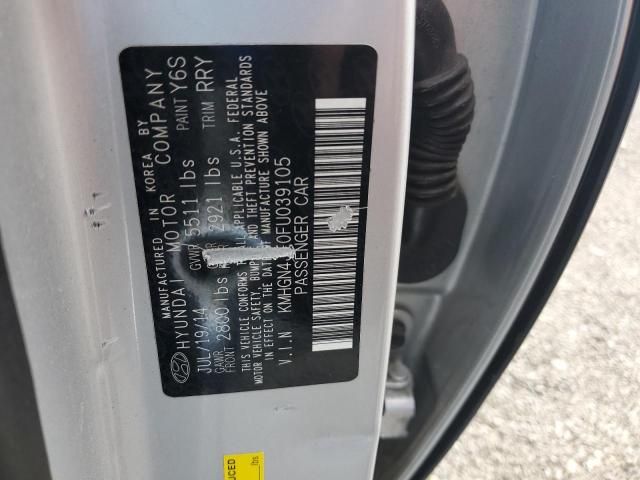 MANUFACTURED IN KOREA BY
HYUNDAI MOTOR COMPANY
JUL/19/14 GVWR 5511 lbs PAINT Y6S
GAWR FRONT 2800 lbs 2921 lbs TRIM RRY
THIS VEHICLE CONFORMS TO ALL APPLICABLE U.S.A. FEDERAL
MOTOR VEHICLE SAFETY, BUMPER AND THEFT PREVENTION STANDARDS
IN EFFECT ON THE DATE OF MANUFACTURE SHOWN ABOVE
V.I.N
PASSENGER CAR
UCED
lbs